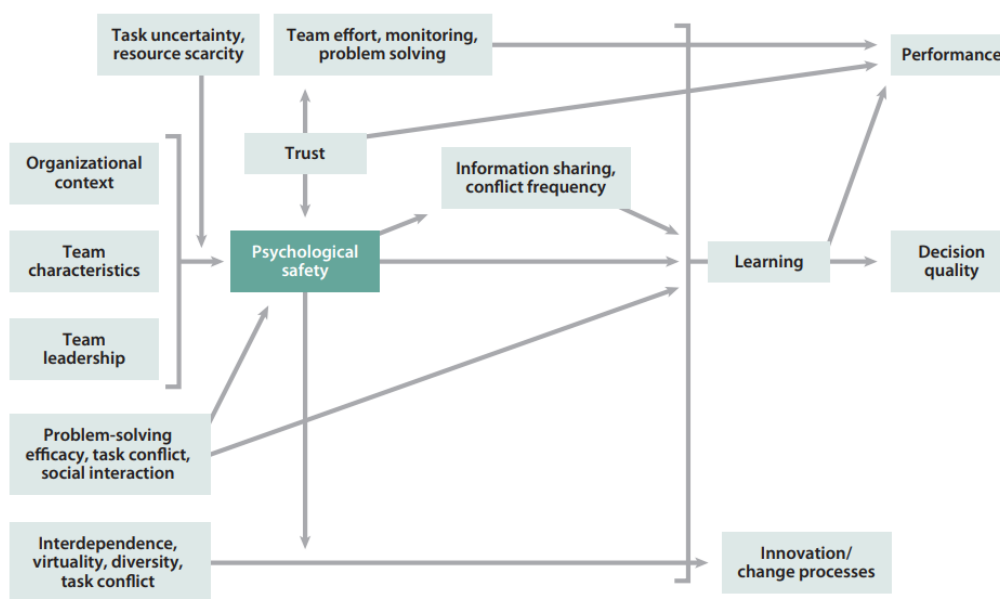 Task uncertainty,
resource scarcity
Team effort, monitoring,
problem solving
Performance
Trust
Organizational
context
Information sharing,
conflict frequency
Team
characteristics
Psychological
safety
Learning
Decision
quality
Team
leadership
Problem-solving
efficacy, task conflict,
social interaction
Interdependence,
virtuality, diversity,
task conflict
Innovation/
change processes